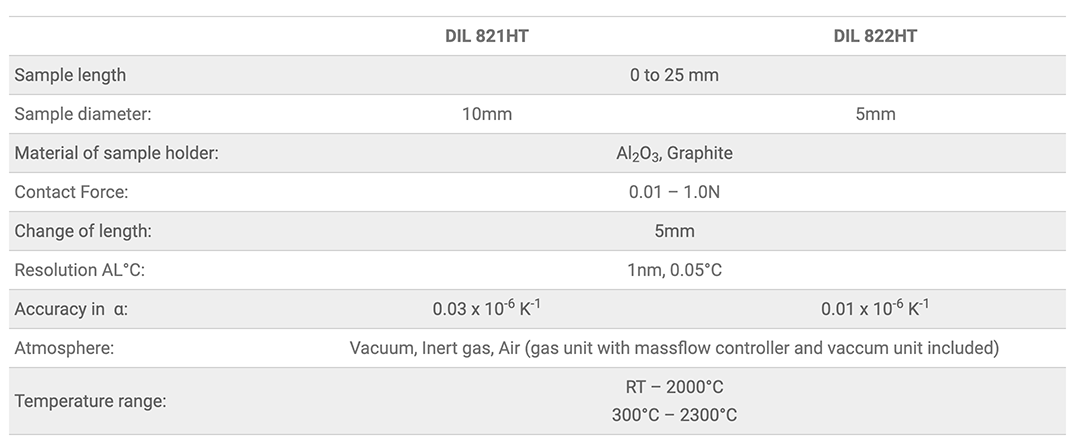 DIL 821HT DIL 822HT
Sample length 0 to 25 mm
Sample diameter: 10mm 5mm
Material of sample holder: Al₂O₃, Graphite
Contact Force: 0.01 – 1.0N
Change of length: 5mm
Resolution AL°C: 1nm, 0.05°C
Accuracy in α: 0.03 x 10⁻⁶ K⁻¹ 0.01 x 10⁻⁶ K⁻¹
Atmosphere: Vacuum, Inert gas, Air (gas unit with massflow controller and vaccum unit included)
Temperature range: RT – 2000°C
300°C – 2300°C